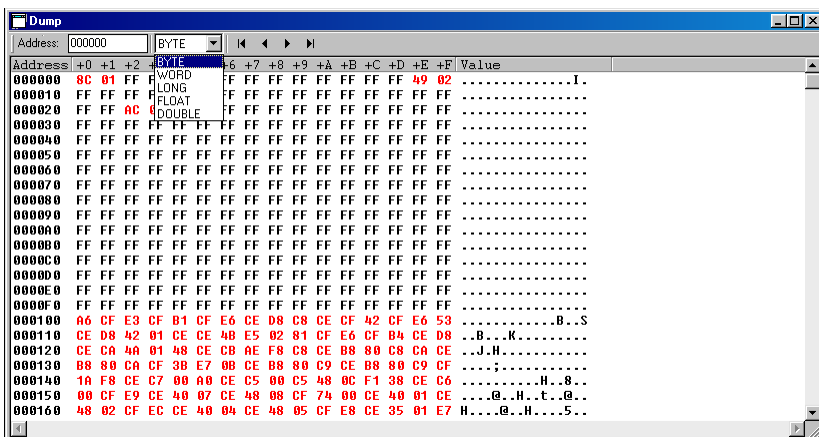 Dump
Address: 000000 BYTE
BYTE
WORD
LONG
FLOAT
DOUBLE
Address +0 +1 +2 +6 +7 +8 +9 +A +B +C +D +E +F Value
000000 8C 01 FF FF FF FF FF FF FF FF FF 49 02 ..............I.
000010 FF FF FF FF FF FF FF FF FF FF FF FF FF ................
000020 FF FF AC FF FF FF FF FF FF FF FF FF FF ................
000030 FF FF FF FF FF FF FF FF FF FF FF FF FF FF FF FF ................
000040 FF FF FF FF FF FF FF FF FF FF FF FF FF FF FF FF ................
000050 FF FF FF FF FF FF FF FF FF FF FF FF FF FF FF FF ................
000060 FF FF FF FF FF FF FF FF FF FF FF FF FF FF FF FF ................
000070 FF FF FF FF FF FF FF FF FF FF FF FF FF FF FF FF ................
000080 FF FF FF FF FF FF FF FF FF FF FF FF FF FF FF FF ................
000090 FF FF FF FF FF FF FF FF FF FF FF FF FF FF FF FF ................
0000A0 FF FF FF FF FF FF FF FF FF FF FF FF FF FF FF FF ................
0000B0 FF FF FF FF FF FF FF FF FF FF FF FF FF FF FF FF ................
0000C0 FF FF FF FF FF FF FF FF FF FF FF FF FF FF FF FF ................
0000D0 FF FF FF FF FF FF FF FF FF FF FF FF FF FF FF FF ................
0000E0 FF FF FF FF FF FF FF FF FF FF FF FF FF FF FF FF ................
0000F0 FF FF FF FF FF FF FF FF FF FF FF FF FF FF FF FF ................
000100 A6 CF E3 CF B1 CF E6 CE D8 C8 CE CF 42 CF E6 53 ............B..S
000110 CE D8 42 01 CE CE 4B E5 02 81 CF E6 CF B4 CE D8 ..B...K.........
000120 CE CA 4A 01 48 CE CB AE F8 C8 CE B8 80 C8 CA CE ..J.H...........
000130 B8 80 CA CF 3B E7 0B CE B8 80 C9 CE B8 80 C9 CF ....;...........
000140 1A F8 CE C7 00 A0 CE C5 00 C5 48 0C F1 38 CE C6 ..........H..8..
000150 00 CF E9 CE 40 07 CE 48 08 CF 74 00 CE 40 01 CE ....@..H..t..@..
000160 48 02 CF EC CE 40 04 CE 48 05 CF E8 CE 35 01 E7 H....@..H....5..